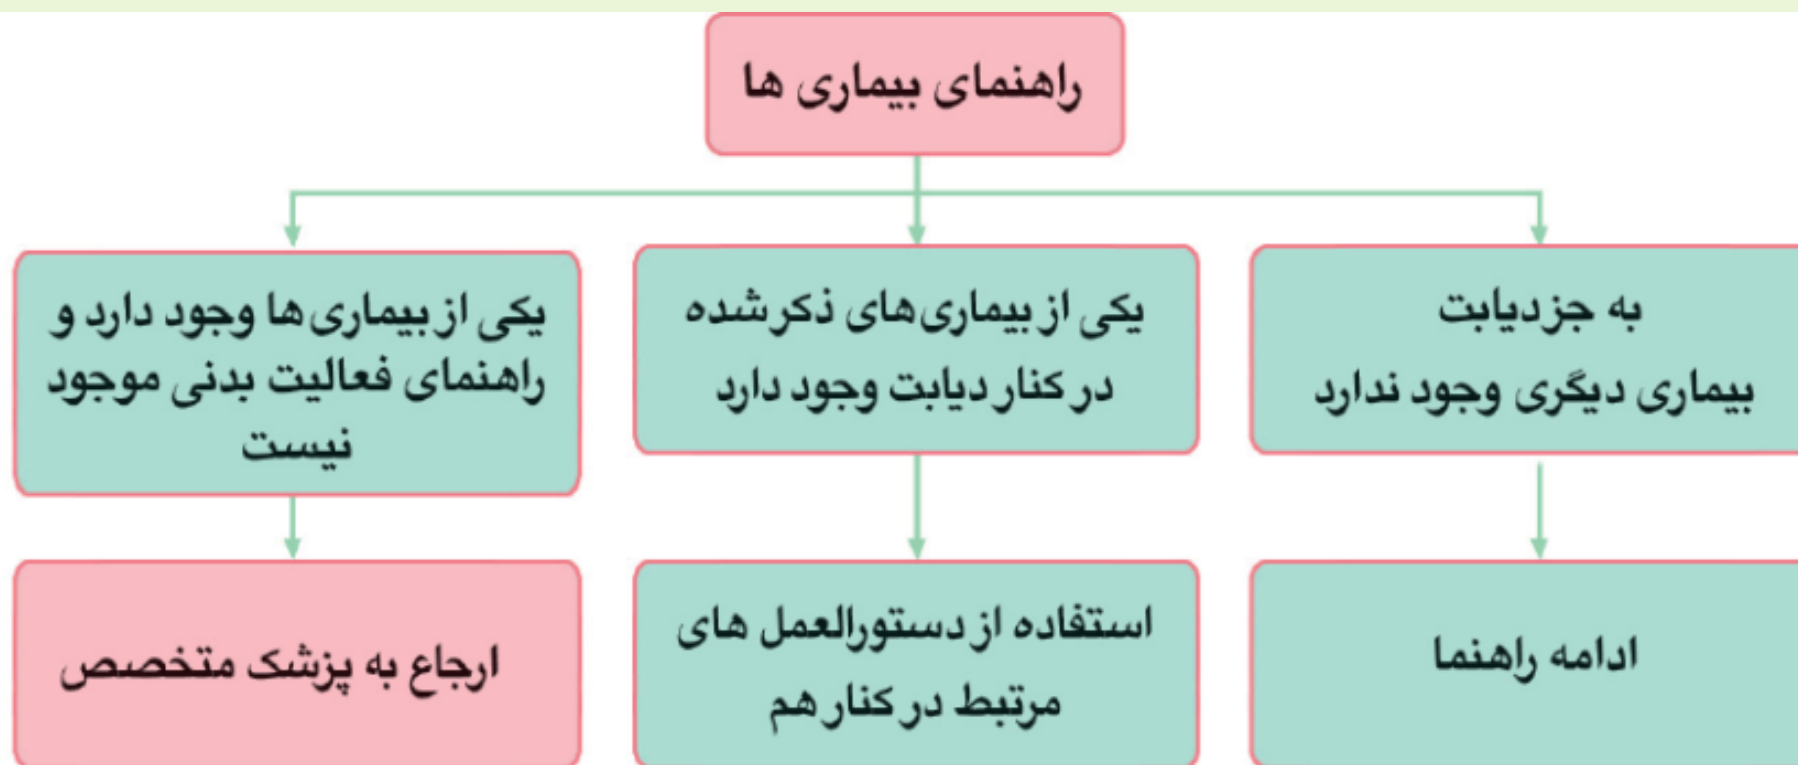 راهنمای بیماری ها
به جز دیابت
بیماری دیگری وجود ندارد
یکی از بیماری های ذکر شده
در کنار دیابت وجود دارد
یکی از بیماری ها وجود دارد و
راهنمای فعالیت بدنی موجود
نیست
ادامه راهنما
استفاده از دستورالعمل های
مرتبط در کنار هم
ارجاع به پزشک متخصص